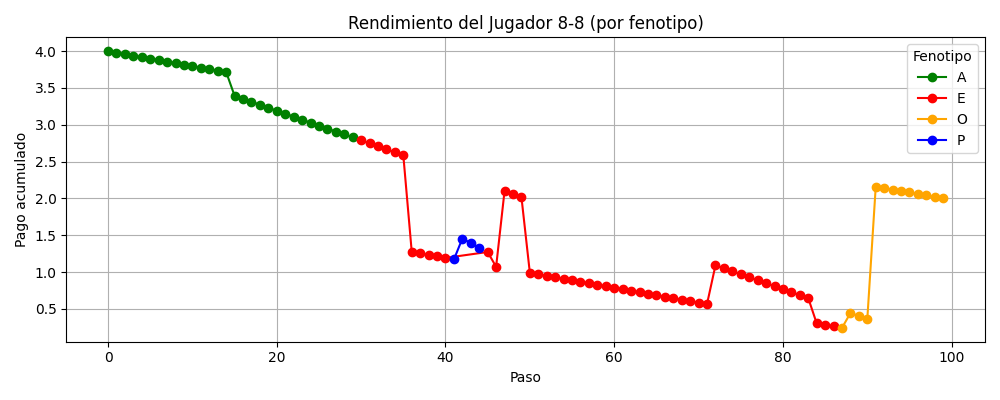 Rendimiento del Jugador 8-8 (por fenotipo)
Pago acumulado
4.0
3.5
3.0
2.5
2.0
1.5
1.0
0.5
0
20
40
60
80
100
Paso
Fenotipo
A
E
O
P